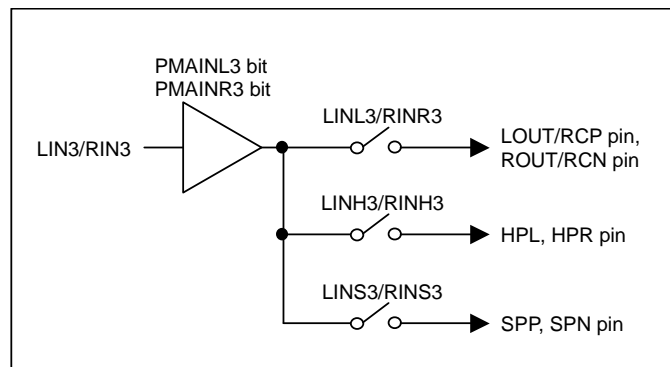 PMAINL3 bit
PMAINR3 bit
LIN3/RIN3
LINL3/RINR3
LOUT/RCP pin,
ROUT/RCN pin
LINH3/RINH3
HPL, HPR pin
LINS3/RINS3
SPP, SPN pin